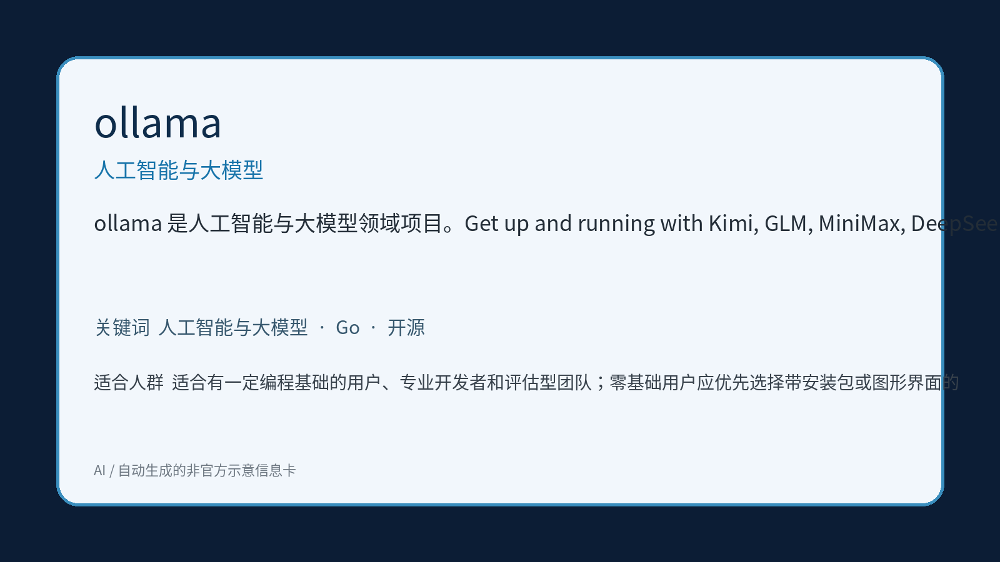 ollama
人工智能与大模型
ollama 是人工智能与大模型领域项目。Get up and running with Kimi, GLM, MiniMax, DeepSee
关键词 人工智能与大模型 · Go · 开源
适合人群 适合有一定编程基础的用户、专业开发者和评估型团队；零基础用户应优先选择带安装包或图形界面的
AI / 自动生成的非官方示意信息卡